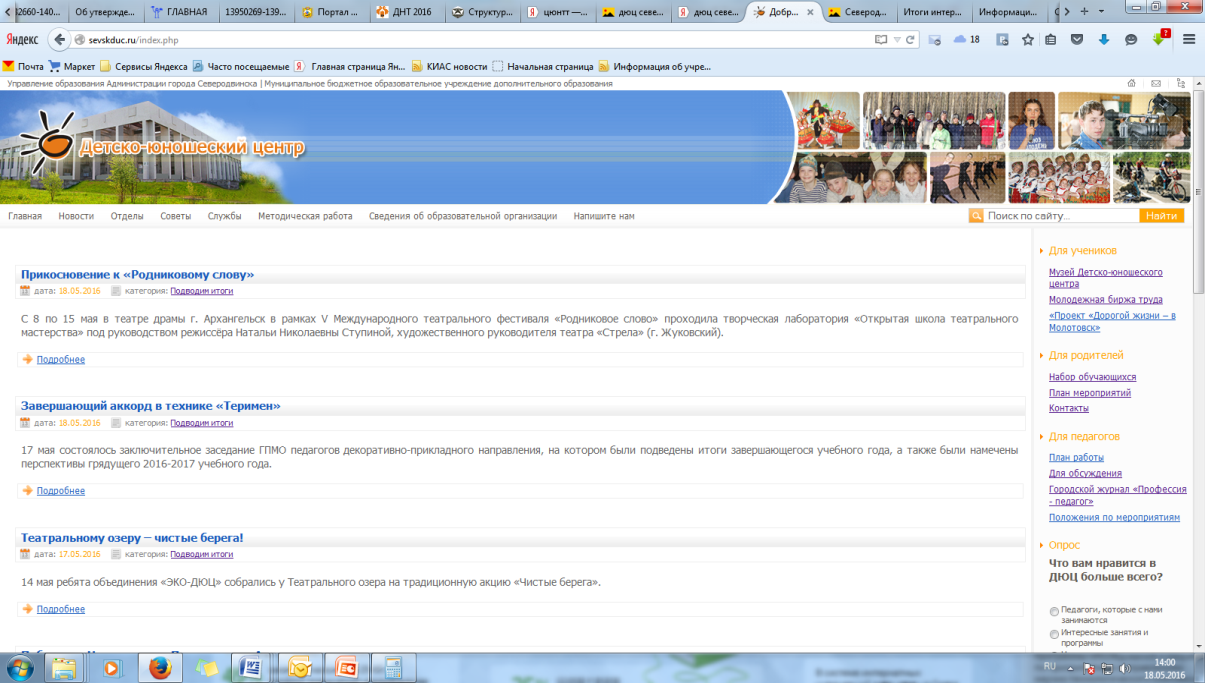 32660-140... Об утвержде... ГЛАВНАЯ 13950269-139... Портал ... ДНТ 2016 Структур... цюнтт —... дюц севе... дюц севе... Добр... Северод... Итоги интер... Информаци...
Яндекс sevskduc.ru/index.php 18
Почта Маркет Сервисы Яндекса Часто посещаемые Главная страница Ян... КИАС новости Начальная страница Информация об учре...
Управление образования Администрации города Северодвинска | Муниципальное бюджетное образовательное учреждение дополнительного образования
Детско-юношеский центр
Главная Новости Отделы Советы Службы Методическая работа Сведения об образовательной организации Напишите нам Поиск по сайту... Найти
Прикосновение к «Родниковому слову»
дата: 18.05.2016 категория: Подводим итоги
С 8 по 15 мая в театре драмы г. Архангельск в рамках V Международного театрального фестиваля «Родниковое слово» проходила творческая лаборатория «Открытая школа театрального
мастерства» под руководством режиссёра Натальи Николаевны Ступиной, художественного руководителя театра «Стрела» (г. Жуковский).
Подробнее
Завершающий аккорд в технике «Теримен»
дата: 18.05.2016 категория: Подводим итоги
17 мая состоялось заключительное заседание ГПМО педагогов декоративно-прикладного направления, на котором были подведены итоги завершающегося учебного года, а также были намечены
перспективы грядущего 2016-2017 учебного года.
Подробнее
Театральному озеру – чистые берега!
дата: 17.05.2016 категория: Подводим итоги
14 мая ребята объединения «ЭКО-ДЮЦ» собрались у Театрального озера на традиционную акцию «Чистые берега».
Подробнее
Для учеников
Музей Детско-юношеского
центра
Молодежная биржа труда
«Проект «Дорогой жизни – в
Молотовск»
Для родителей
Набор обучающихся
План мероприятий
Контакты
Для педагогов
План работы
Для обсуждения
Городской журнал «Профессия
- педагог»
Положения по мероприятиям
Опрос
Что вам нравится в
ДЮЦ больше всего?
Педагоги, которые с нами
занимаются
Интересные занятия и
программы
RU 14:00
18.05.2016